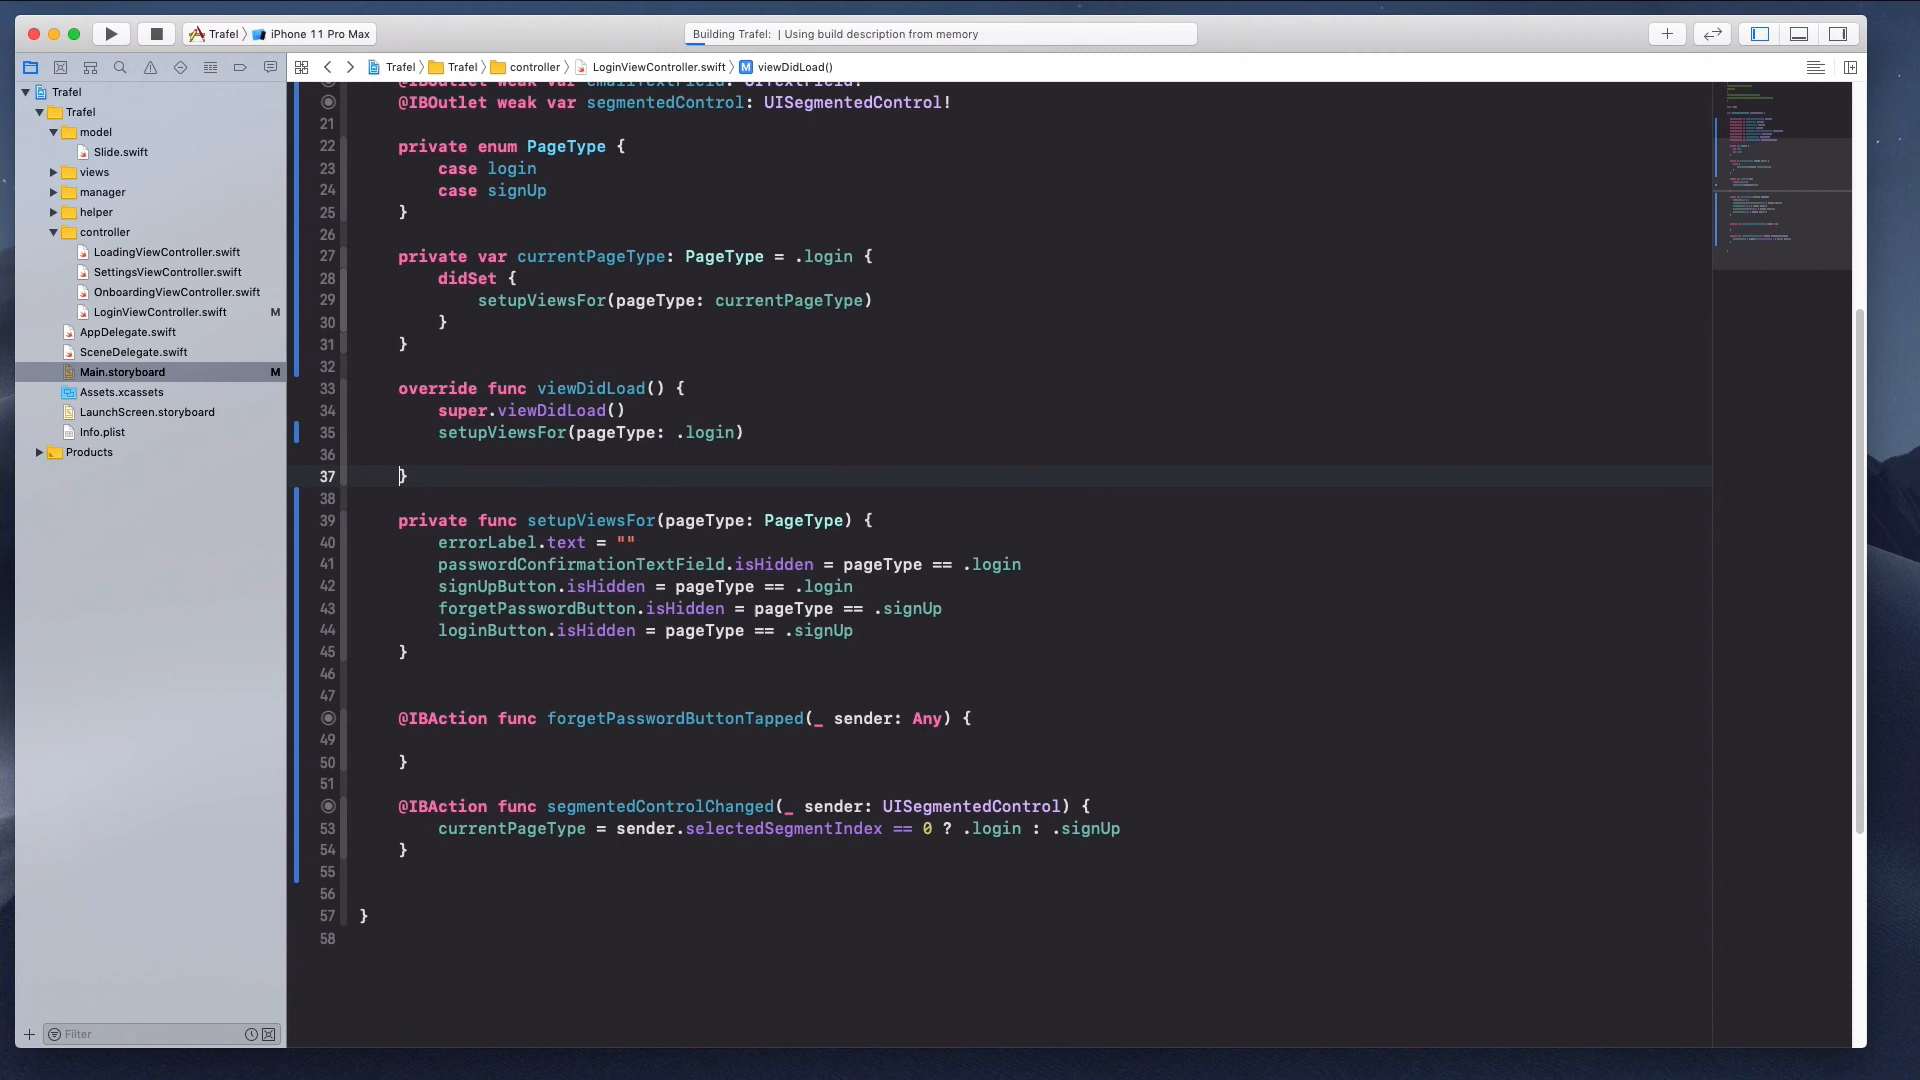 Trafel
iPhone 11 Pro Max
Building Trafel: | Using build description from memory
Trafel
Trafel
controller
LoginViewController.swift
M
viewDidLoad()
Trafel
Trafel
model
Slide.swift
views
manager
helper
controller
LoadingViewController.swift
SettingsViewController.swift
OnboardingViewController.swift
LoginViewController.swift
M
AppDelegate.swift
SceneDelegate.swift
Main.storyboard
M
Assets.xcassets
LaunchScreen.storyboard
Info.plist
Products
Filter
@IBOutlet weak var emailTextField: UITextField!
@IBOutlet weak var segmentedControl: UISegmentedControl!
21
22 private enum PageType {
23 case login
24 case signUp
25 }
26
27 private var currentPageType: PageType = .login {
28 didSet {
29 setupViewsFor(pageType: currentPageType)
30 }
31 }
32
33 override func viewDidLoad() {
34 super.viewDidLoad()
35 setupViewsFor(pageType: .login)
36
37 }
38
39 private func setupViewsFor(pageType: PageType) {
40 errorLabel.text = ""
41 passwordConfirmationTextField.isHidden = pageType == .login
42 signUpButton.isHidden = pageType == .login
43 forgetPasswordButton.isHidden = pageType == .signUp
44 loginButton.isHidden = pageType == .signUp
45 }
46
47
@IBAction func forgetPasswordButtonTapped(_ sender: Any) {
49
50 }
51
@IBAction func segmentedControlChanged(_ sender: UISegmentedControl) {
53 currentPageType = sender.selectedSegmentIndex == 0 ? .login : .signUp
54 }
55
56
57 }
58